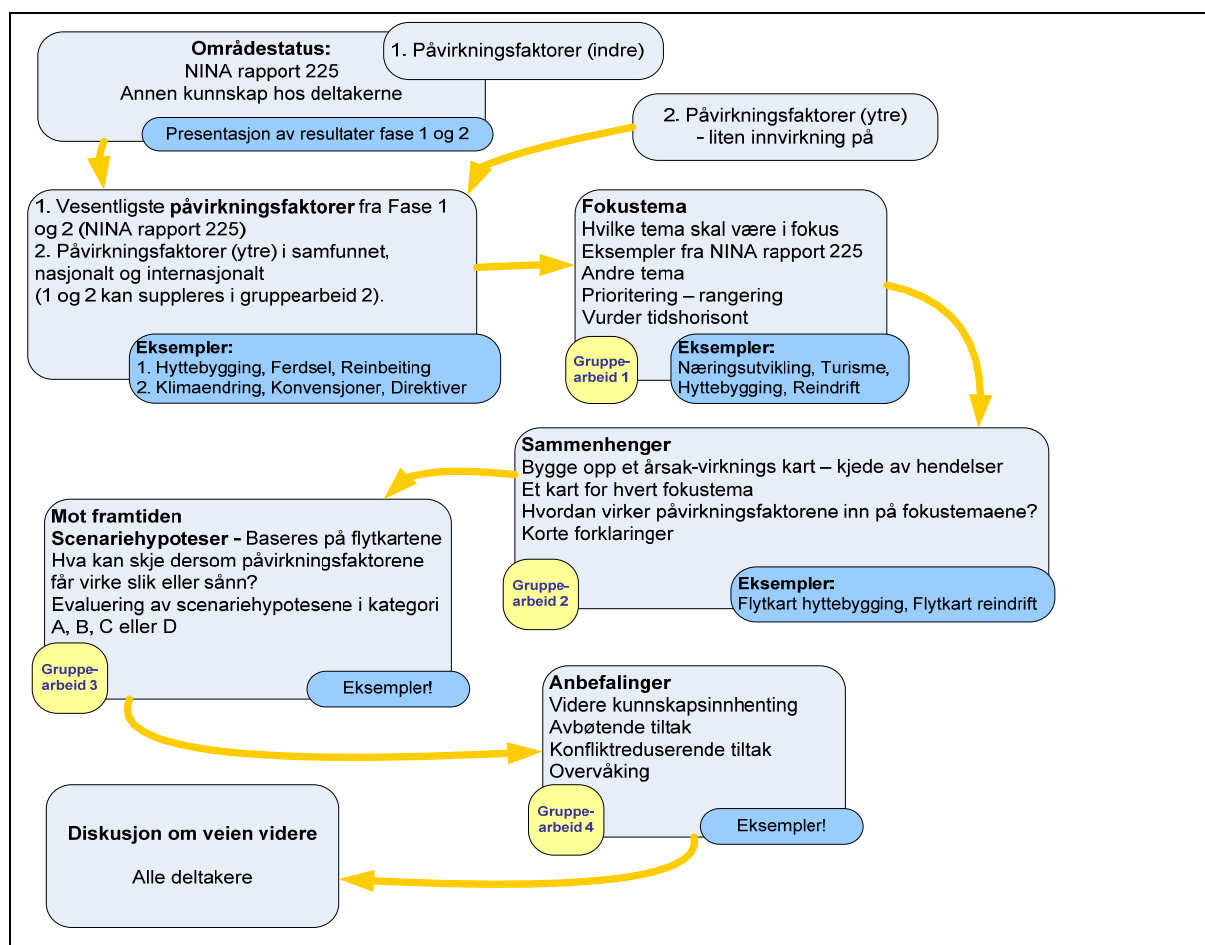 Områdestatus:
NINA rapport 225
Annen kunnskap hos deltakerne
1. Påvirkningsfaktorer (indre)
Presentasjon av resultater fase 1 og 2
2. Påvirkningsfaktorer (ytre)
- liten innvirkning på
1. Vesentligste påvirkningsfaktorer fra Fase 1
og 2 (NINA rapport 225)
2. Påvirkningsfaktorer (ytre) i samfunnet,
nasjonalt og internasjonalt
(1 og 2 kan suppleres i gruppearbeid 2).
Eksempler:
1. Hyttebygging, Ferdsel, Reinbeiting
2. Klimaendring, Konvensjoner, Direktiver
Fokustema
Hvilke tema skal være i fokus
Eksempler fra NINA rapport 225
Andre tema
Prioritering – rangering
Vurder tidshorisont
Gruppe-
arbeid 1
Eksempler:
Næringsutvikling, Turisme,
Hyttebygging, Reindrift
Sammenhenger
Bygge opp et årsak-virknings kart – kjede av hendelser
Et kart for hvert fokustema
Hvordan virker påvirkningsfaktorene inn på fokustemaene?
Korte forklaringer
Gruppe-
arbeid 2
Eksempler:
Flytkart hyttebygging, Flytkart reindrift
Mot framtiden
Scenariehypoteser - Baseres på flytkartene
Hva kan skje dersom påvirkningsfaktorene
får virke slik eller sånn?
Evaluering av scenariehypotesene i kategori
A, B, C eller D
Gruppe-
arbeid 3
Eksempler!
Anbefalinger
Videre kunnskapsinnhenting
Avbøtende tiltak
Konfliktreduserende tiltak
Overvåking
Gruppe-
arbeid 4
Eksempler!
Diskusjon om veien videre
Alle deltakere